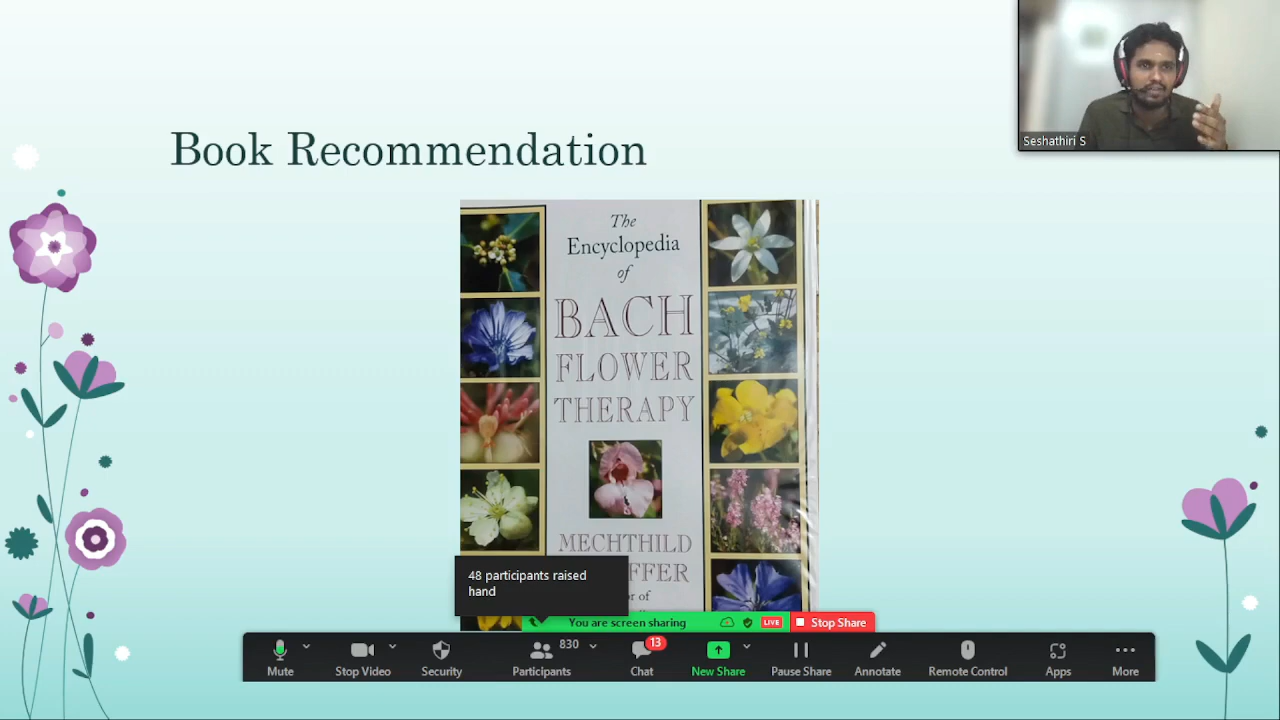 Seshathiri S
Book Recommendation
The
Encyclopedia
of
BACH
FLOWER
THERAPY
MECHTHILD
FFER
of
48 participants raised
hand
You are screen sharing
LIVE
Stop Share
830
13
Mute
Stop Video
Security
Participants
Chat
New Share
Pause Share
Annotate
Remote Control
Apps
More